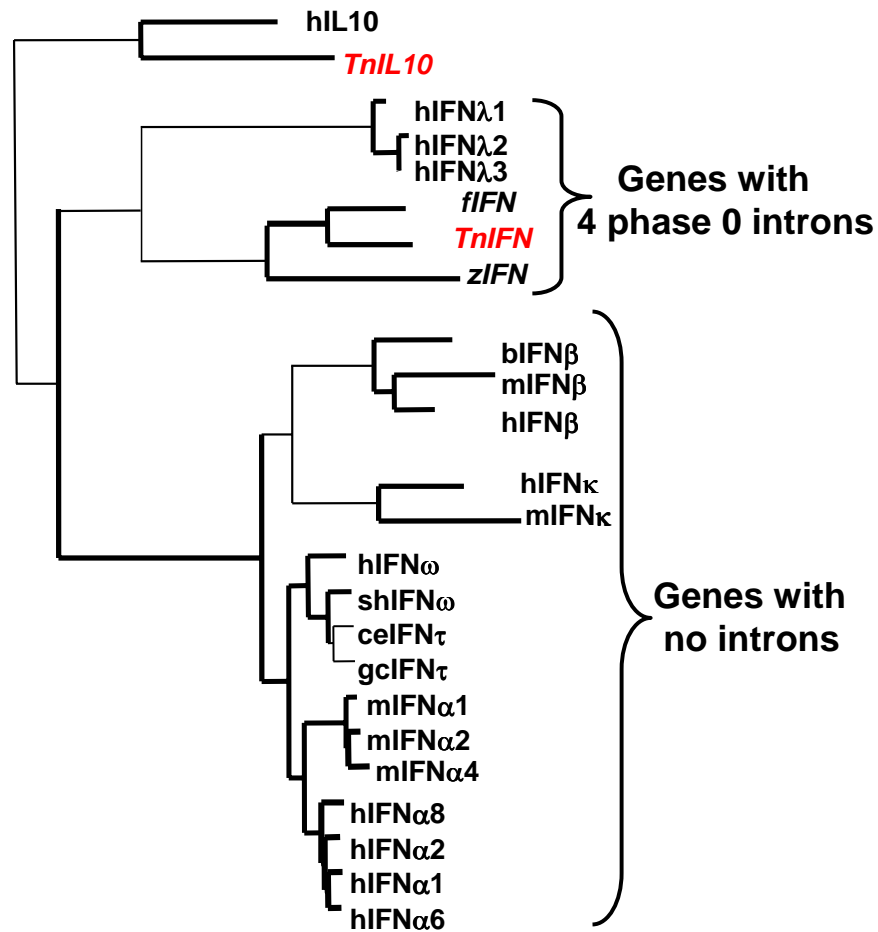 hIL10
TnIL10
hIFNλ1
hIFNλ2
hIFNλ3
fIFN
TnIFN
zIFN
Genes with
4 phase 0 introns
bIFNβ
mIFNβ
hIFNβ
hIFNκ
mIFNκ
hIFNω
shIFNω
ceIFNτ
gcIFNτ
mIFNα1
mIFNα2
mIFNα4
hIFNα8
hIFNα2
hIFNα1
hIFNα6
Genes with
no introns